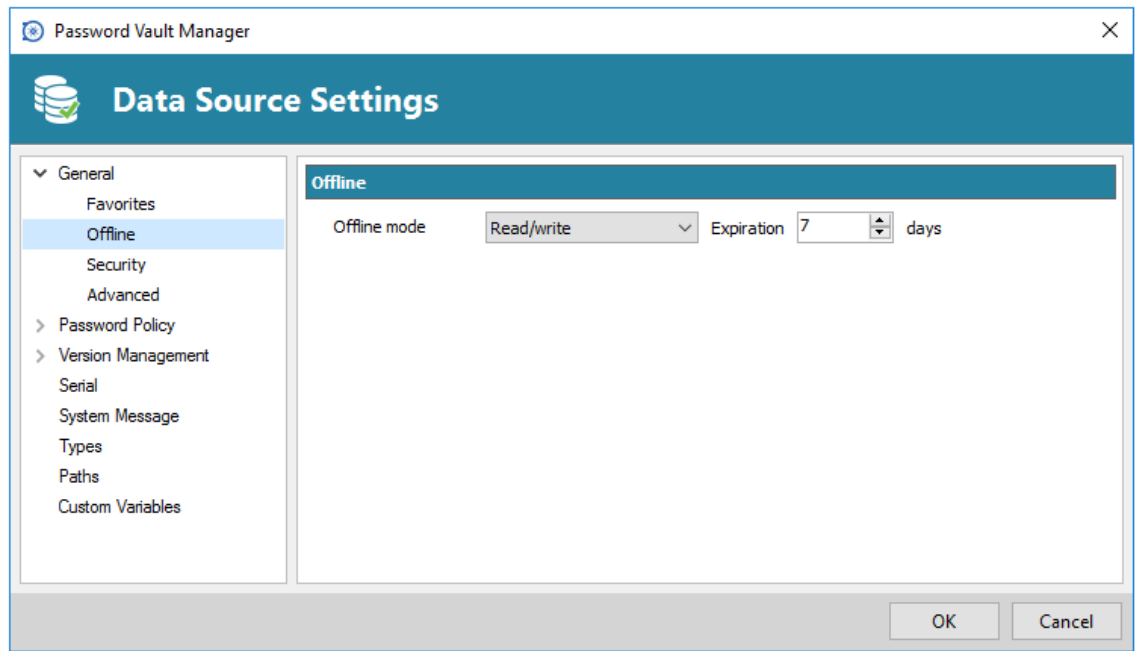 Password Vault Manager
Data Source Settings
General
Favorites
Offline
Security
Advanced
Password Policy
Version Management
Serial
System Message
Types
Paths
Custom Variables
Offline
Offline mode Read/write Expiration 7 days
OK Cancel